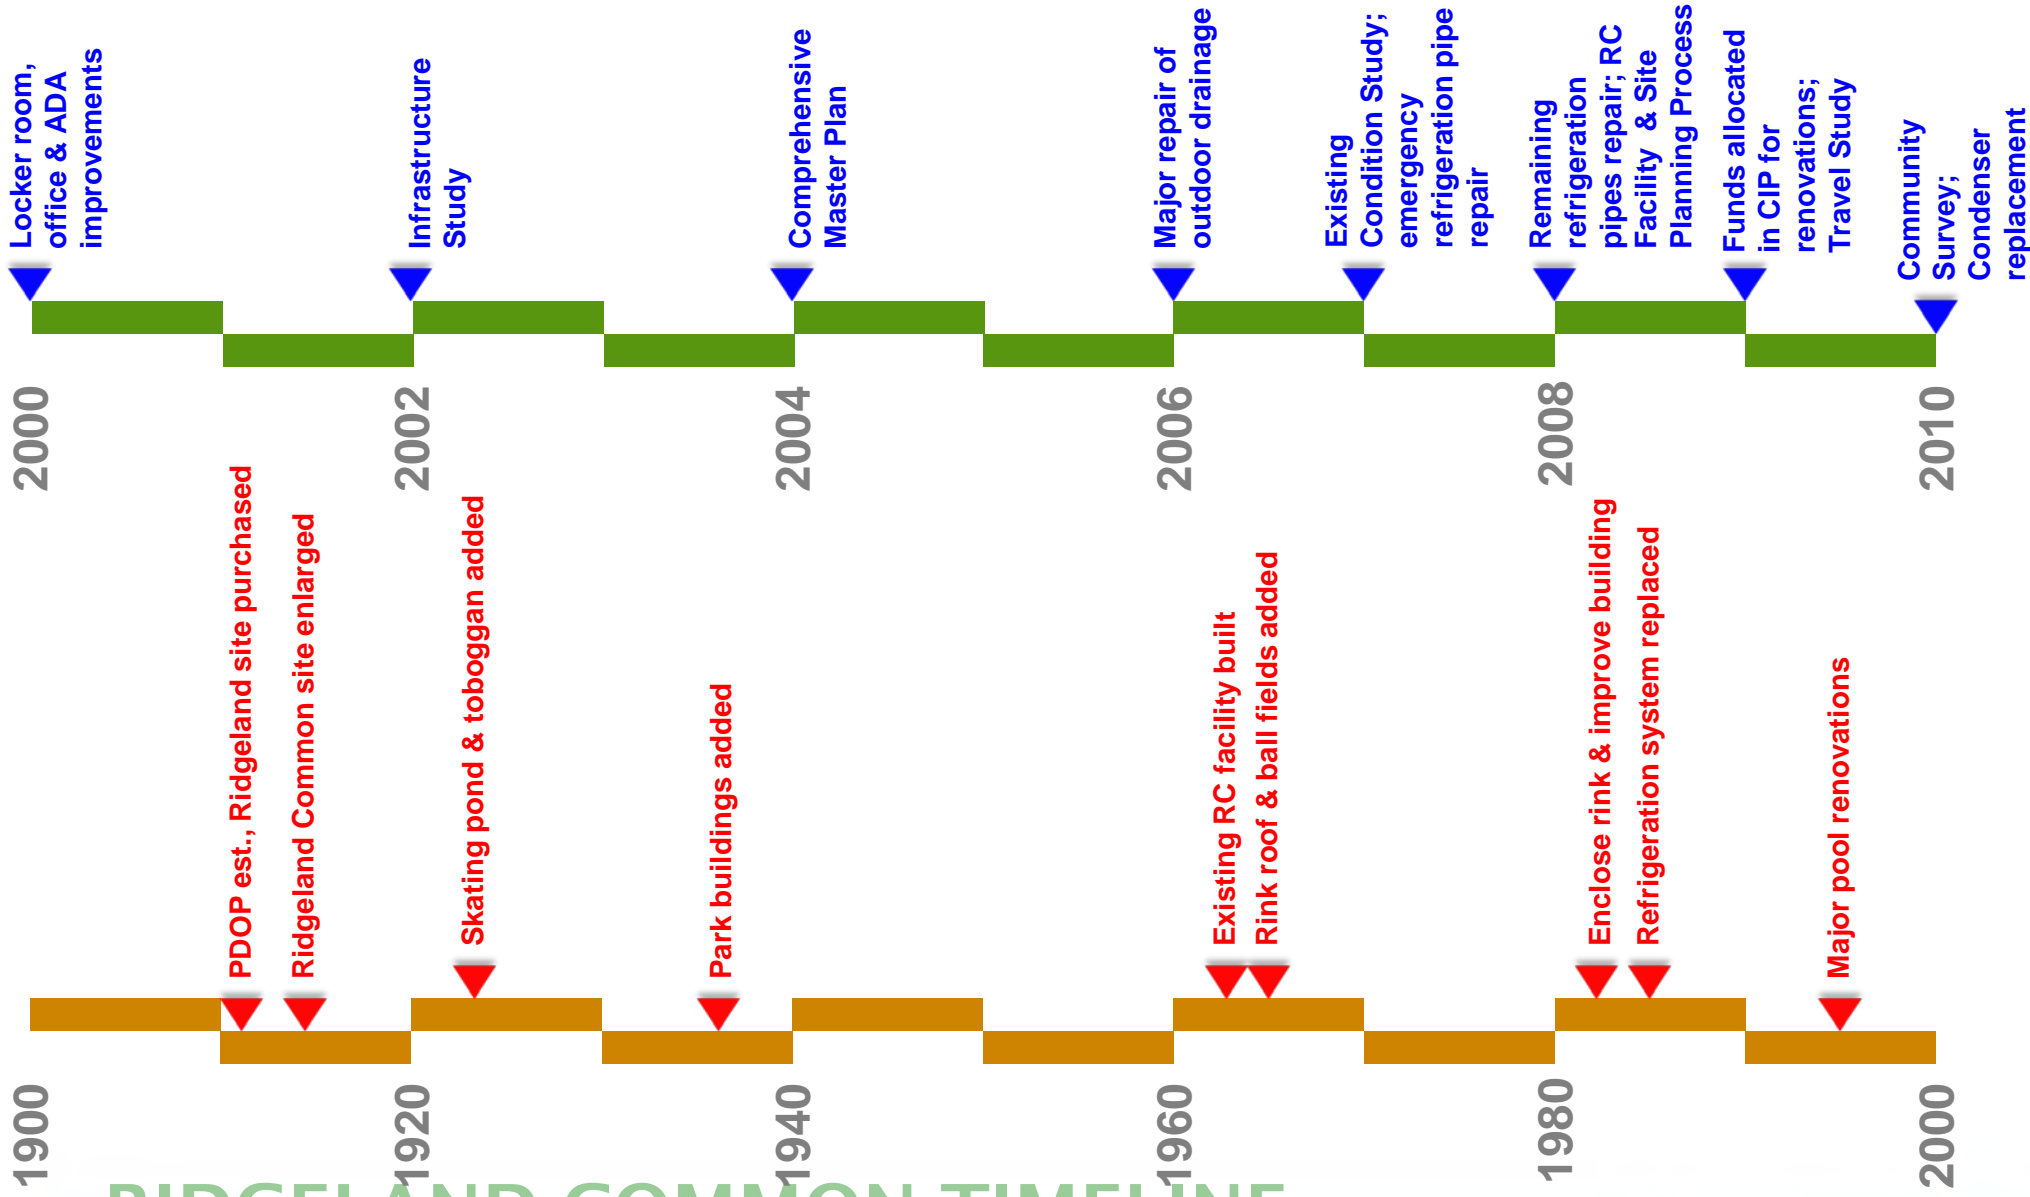 Locker room,
office & ADA
improvements
Infrastructure
Study
Comprehensive
Master Plan
Major repair of
outdoor drainage
Existing
Condition Study;
emergency
refrigeration pipe
repair
Remaining
refrigeration
pipes repair; RC
Facility & Site
Planning Process
Funds allocated
in CIP for
renovations;
Travel Study
Community
Survey;
Condenser
replacement
2000
2002
2004
2006
2008
2010
PDOP est., Ridgeland site purchased
Ridgeland Common site enlarged
Skating pond & toboggan added
Park buildings added
Existing RC facility built
Rink roof & ball fields added
Enclose rink & improve building
Refrigeration system replaced
Major pool renovations
1900
1920
1940
1960
1980
2000
RIDGELAND COMMON TIMELINE